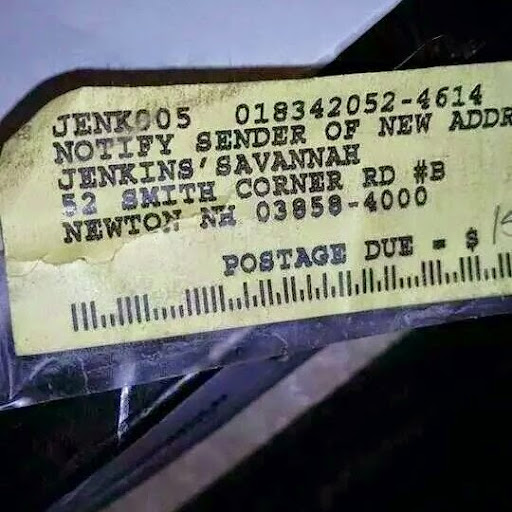 JENK005 018342052-4614
NOTIFY SENDER OF NEW ADDR
JENKINS'SAVANNAH
52 SMITH CORNER RD #B
NEWTON NH 03858-4000
POSTAGE DUE = $